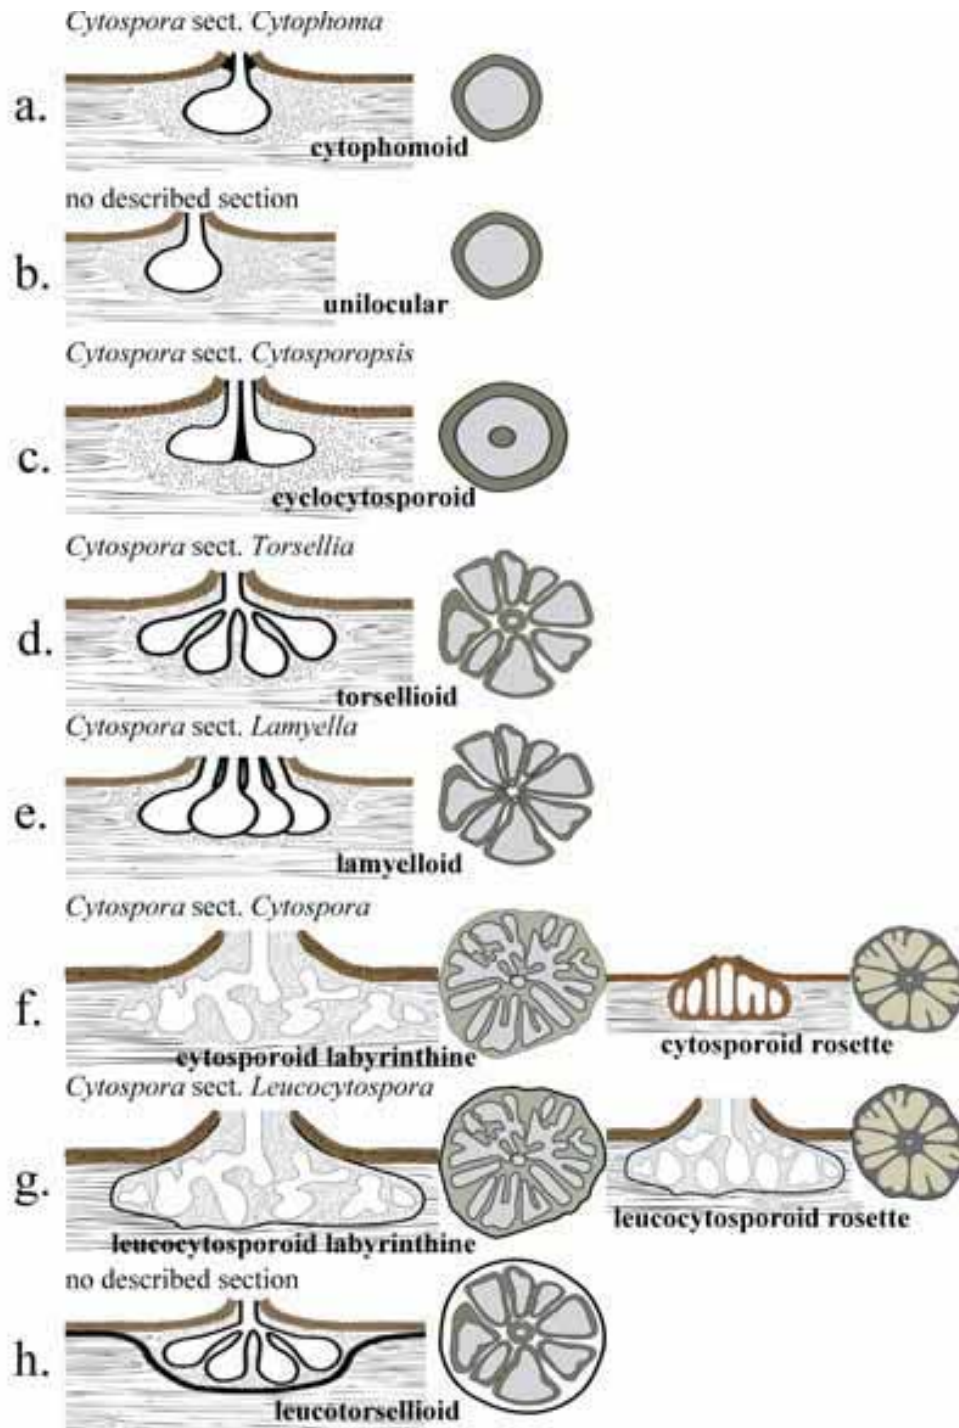 Cytospora sect. Cytophoma
a.
cytophomoid
no described section
b.
unilocular
Cytospora sect. Cytosporopsis
c.
cyclocytosporoid
Cytospora sect. Torsellia
d.
torsellioid
Cytospora sect. Lamyella
e.
lamyelloid
Cytospora sect. Cytospora
f.
cytosporoid labyrinthine
cytosporoid rosette
Cytospora sect. Leucocytospora
g.
leucocytosporoid labyrinthine
leucocytosporoid rosette
no described section
h.
leucotorsellioid